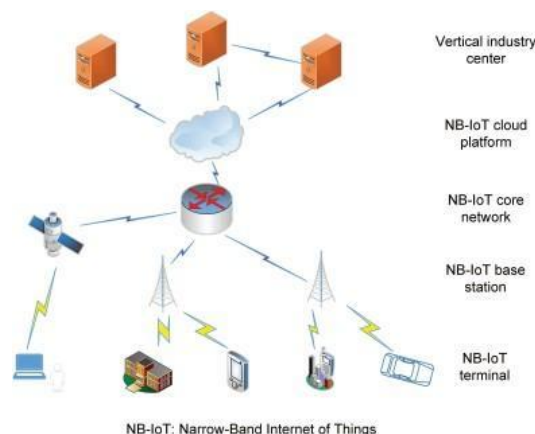 Vertical industry
center
NB-IoT cloud
platform
NB-IoT core
network
NB-IoT base
station
NB-IoT
terminal
NB-IoT: Narrow-Band Internet of Things